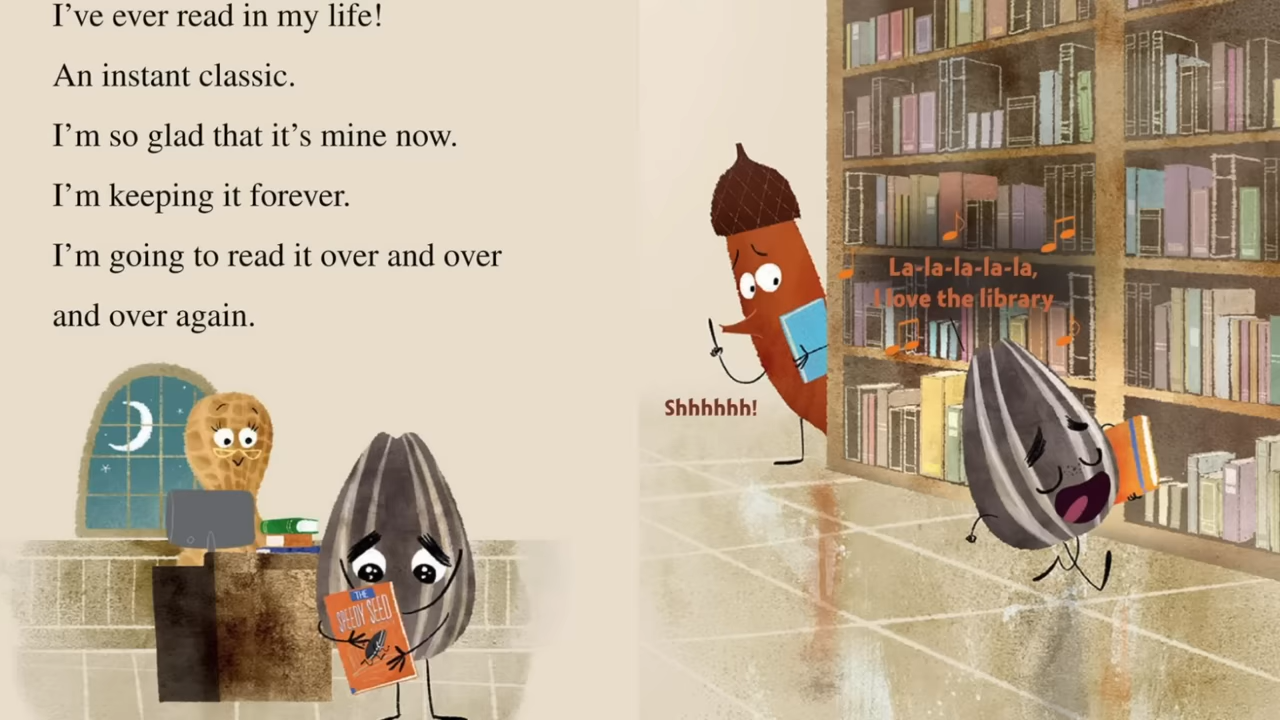 I've ever read in my life!
An instant classic.
I'm so glad that it's mine now.
I'm keeping it forever.
I'm going to read it over and over
and over again.
THE
SPEEDY SEED
La-la-la-la-la,
I love the library
Shhhhhh!